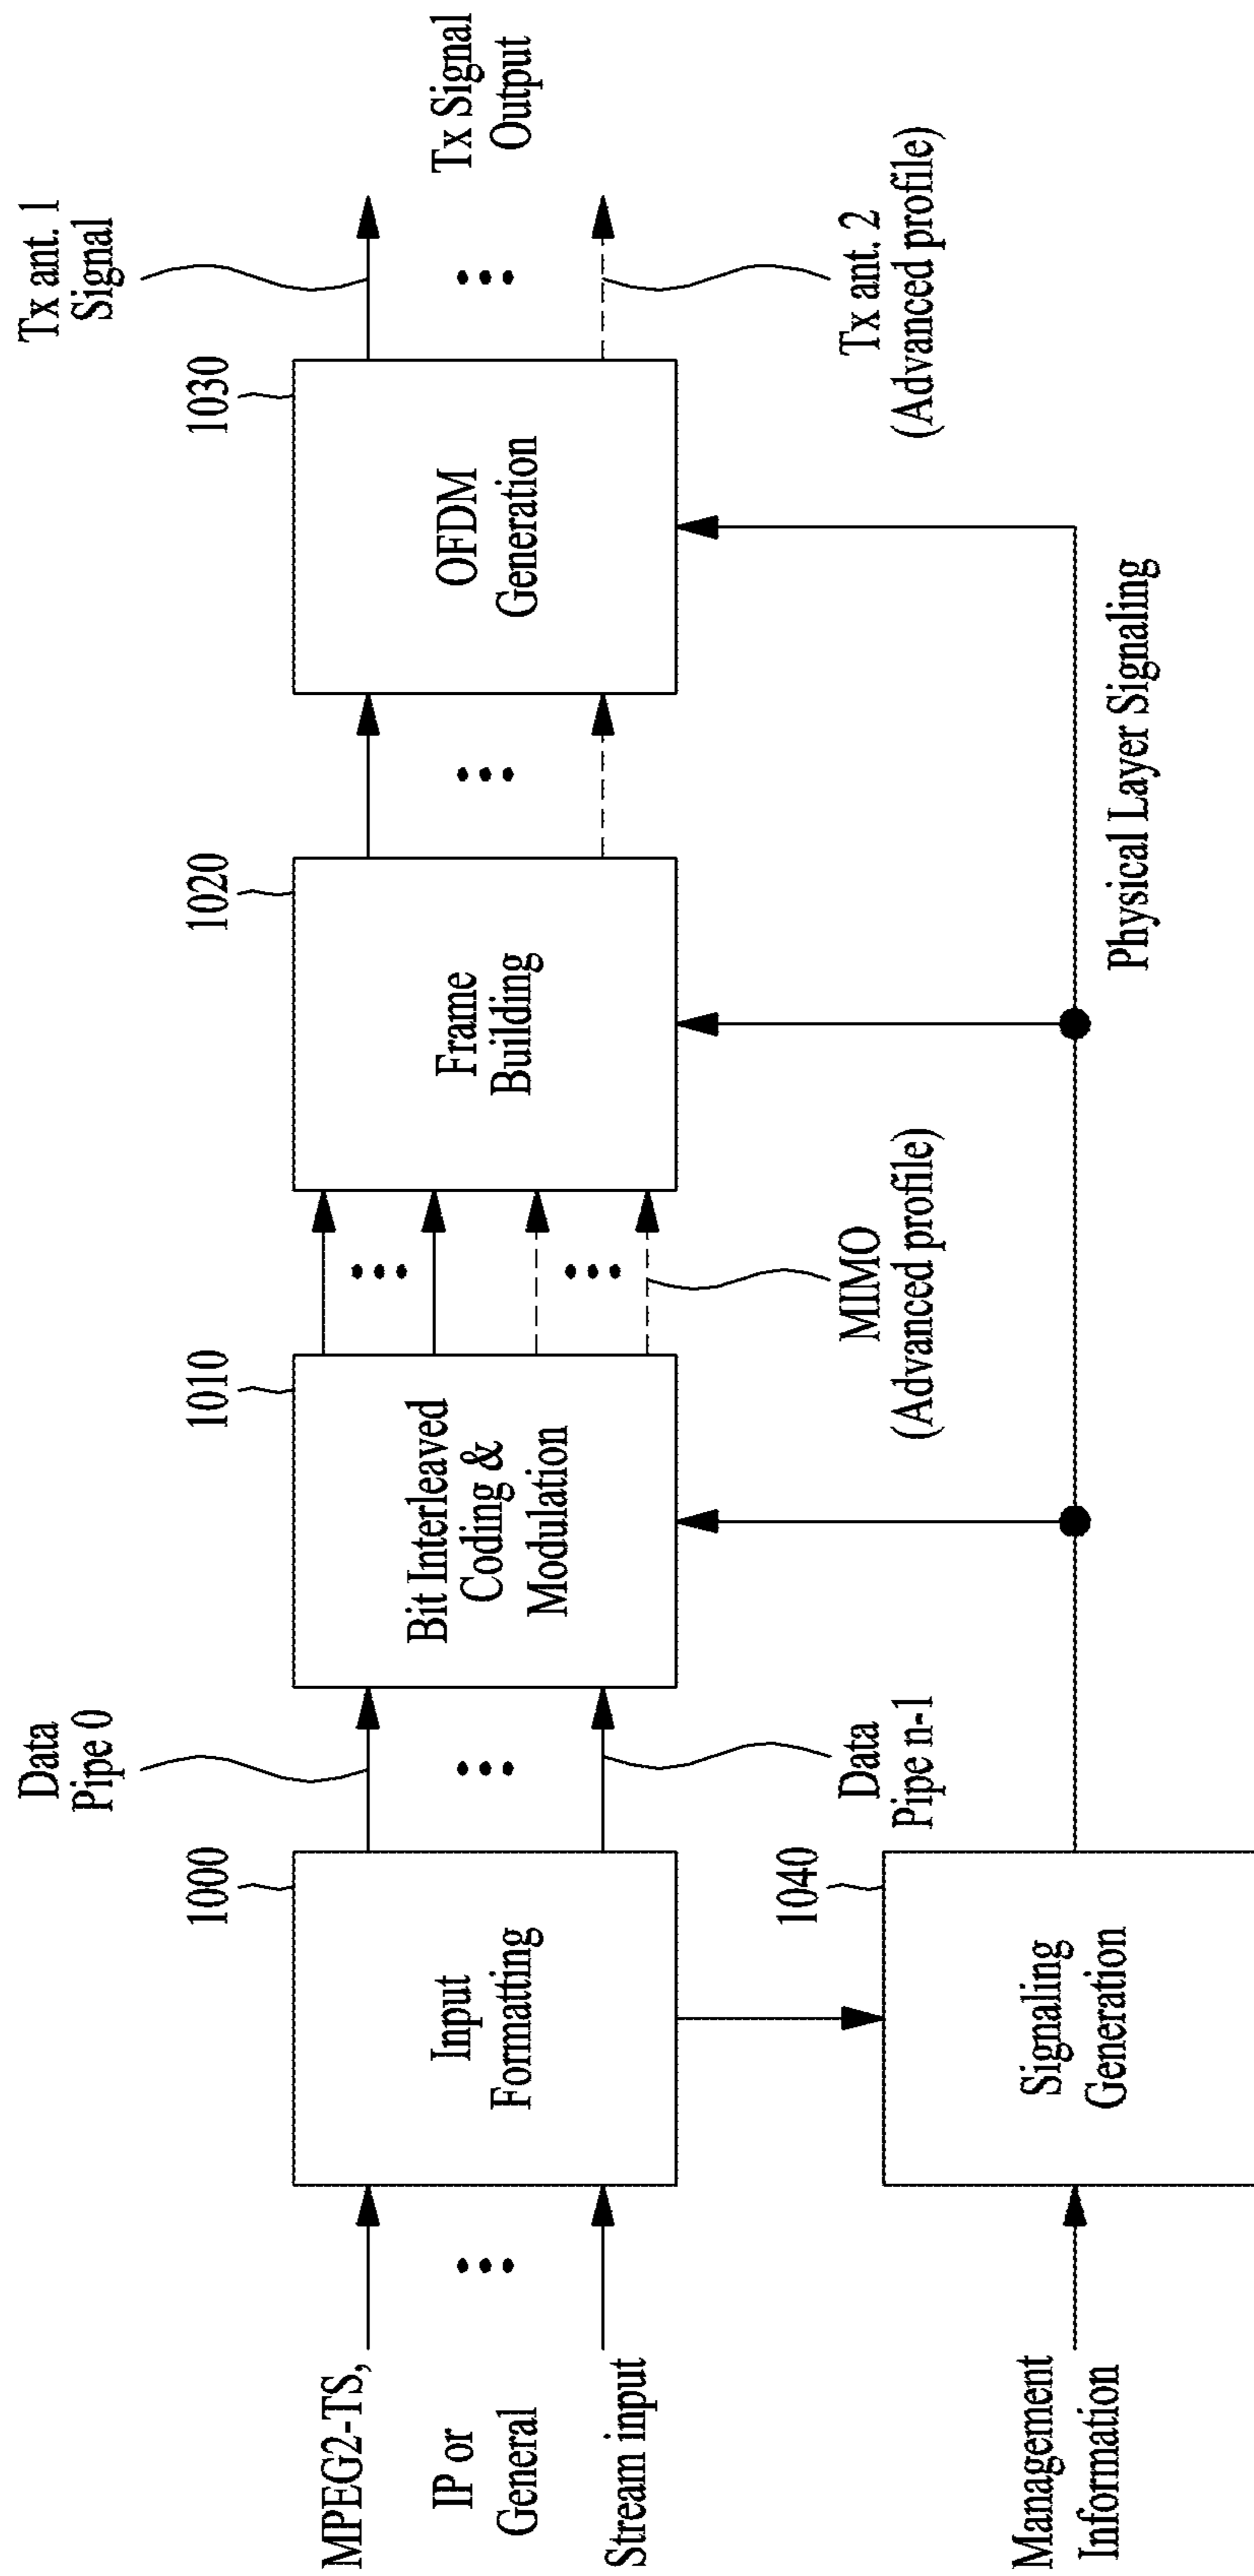 MPEG2-TS,
IP or
General
Stream input
1000
Input
Formatting
Data
Pipe 0
Data
Pipe n-1
1010
Bit Interleaved
Coding &
Modulation
MIMO
(Advanced profile)
1020
Frame
Building
1030
OFDM
Generation
Tx ant. 1
Signal
Tx Signal
Output
Tx ant. 2
(Advanced profile)
Management
Information
1040
Signaling
Generation
Physical Layer Signaling